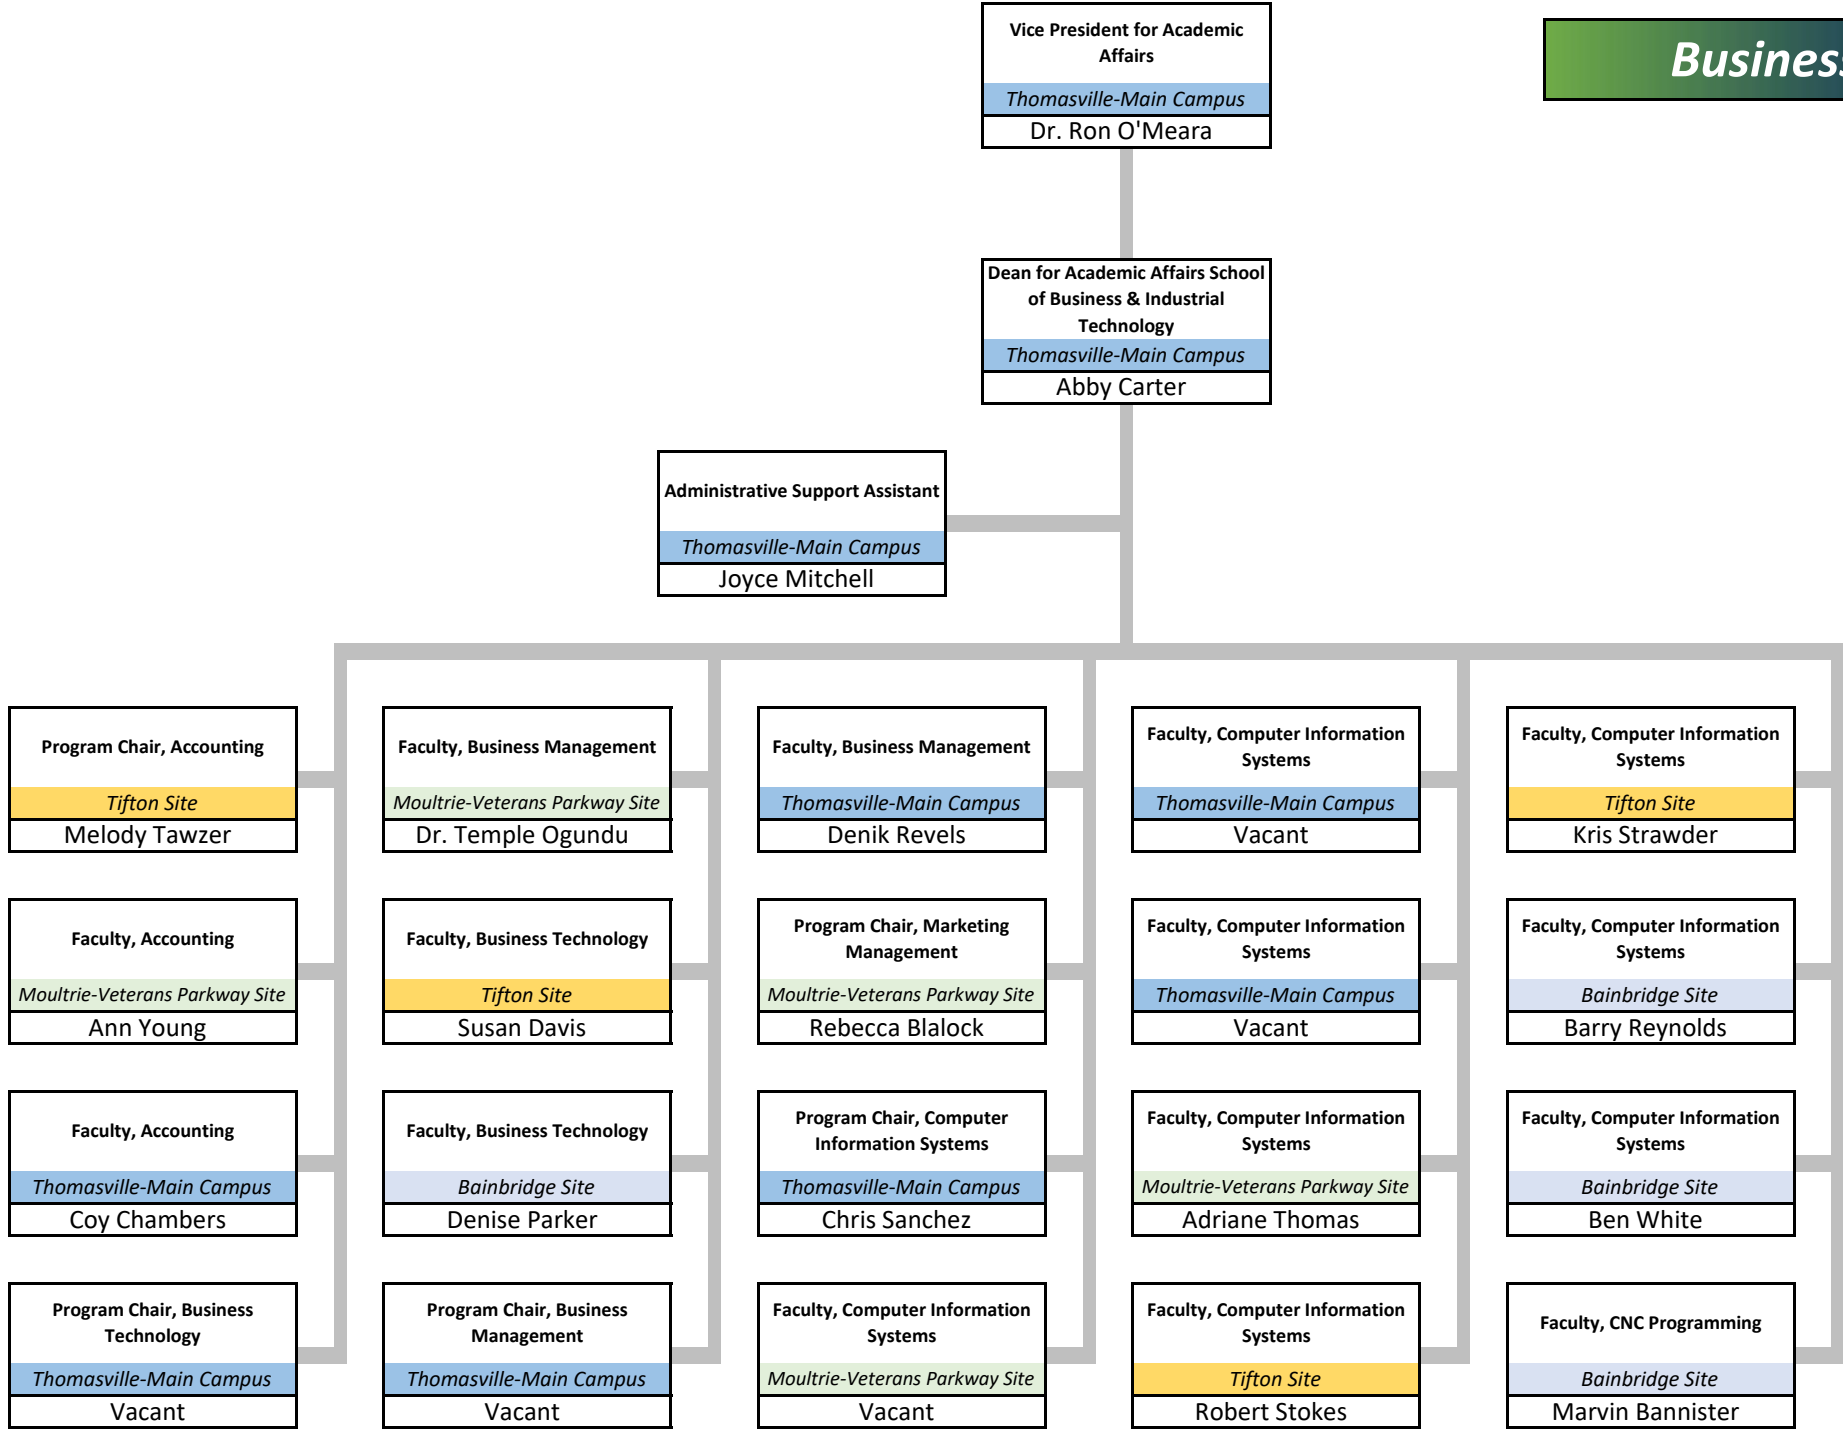 Vice President for Academic
Affairs
Thomasville-Main Campus
Dr. Ron O'Meara
Business
Dean for Academic Affairs School
of Business & Industrial
Technology
Thomasville-Main Campus
Abby Carter
Administrative Support Assistant
Thomasville-Main Campus
Joyce Mitchell
Program Chair, Accounting
Tifton Site
Melody Tawzer
Faculty, Business Management
Moultrie-Veterans Parkway Site
Dr. Temple Ogundu
Faculty, Business Management
Thomasville-Main Campus
Denik Revels
Faculty, Computer Information
Systems
Thomasville-Main Campus
Vacant
Faculty, Computer Information
Systems
Tifton Site
Kris Strawder
Faculty, Accounting
Moultrie-Veterans Parkway Site
Ann Young
Faculty, Business Technology
Tifton Site
Susan Davis
Program Chair, Marketing
Management
Moultrie-Veterans Parkway Site
Rebecca Blalock
Faculty, Computer Information
Systems
Thomasville-Main Campus
Vacant
Faculty, Computer Information
Systems
Bainbridge Site
Barry Reynolds
Faculty, Accounting
Thomasville-Main Campus
Coy Chambers
Faculty, Business Technology
Bainbridge Site
Denise Parker
Program Chair, Computer
Information Systems
Thomasville-Main Campus
Chris Sanchez
Faculty, Computer Information
Systems
Moultrie-Veterans Parkway Site
Adriane Thomas
Faculty, Computer Information
Systems
Bainbridge Site
Ben White
Program Chair, Business
Technology
Thomasville-Main Campus
Vacant
Program Chair, Business
Management
Thomasville-Main Campus
Vacant
Faculty, Computer Information
Systems
Moultrie-Veterans Parkway Site
Vacant
Faculty, Computer Information
Systems
Tifton Site
Robert Stokes
Faculty, CNC Programming
Bainbridge Site
Marvin Bannister